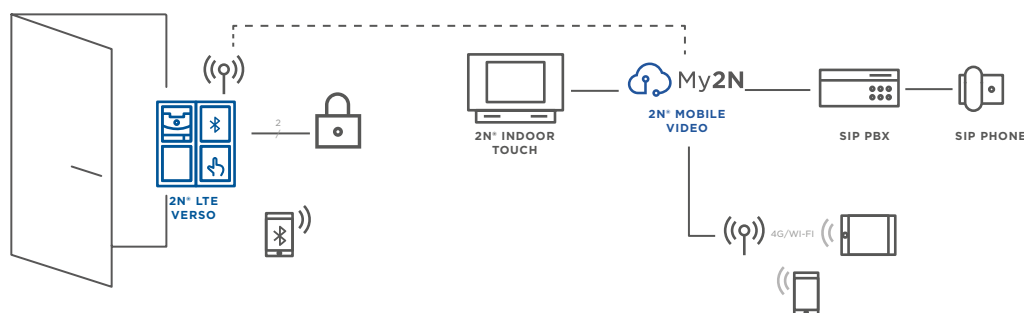 My2N
2
2N® MOBILE
VIDEO
2N® INDOOR
TOUCH
SIP PBX
SIP PHONE
2N® LTE
VERSO
4G/WI-FI